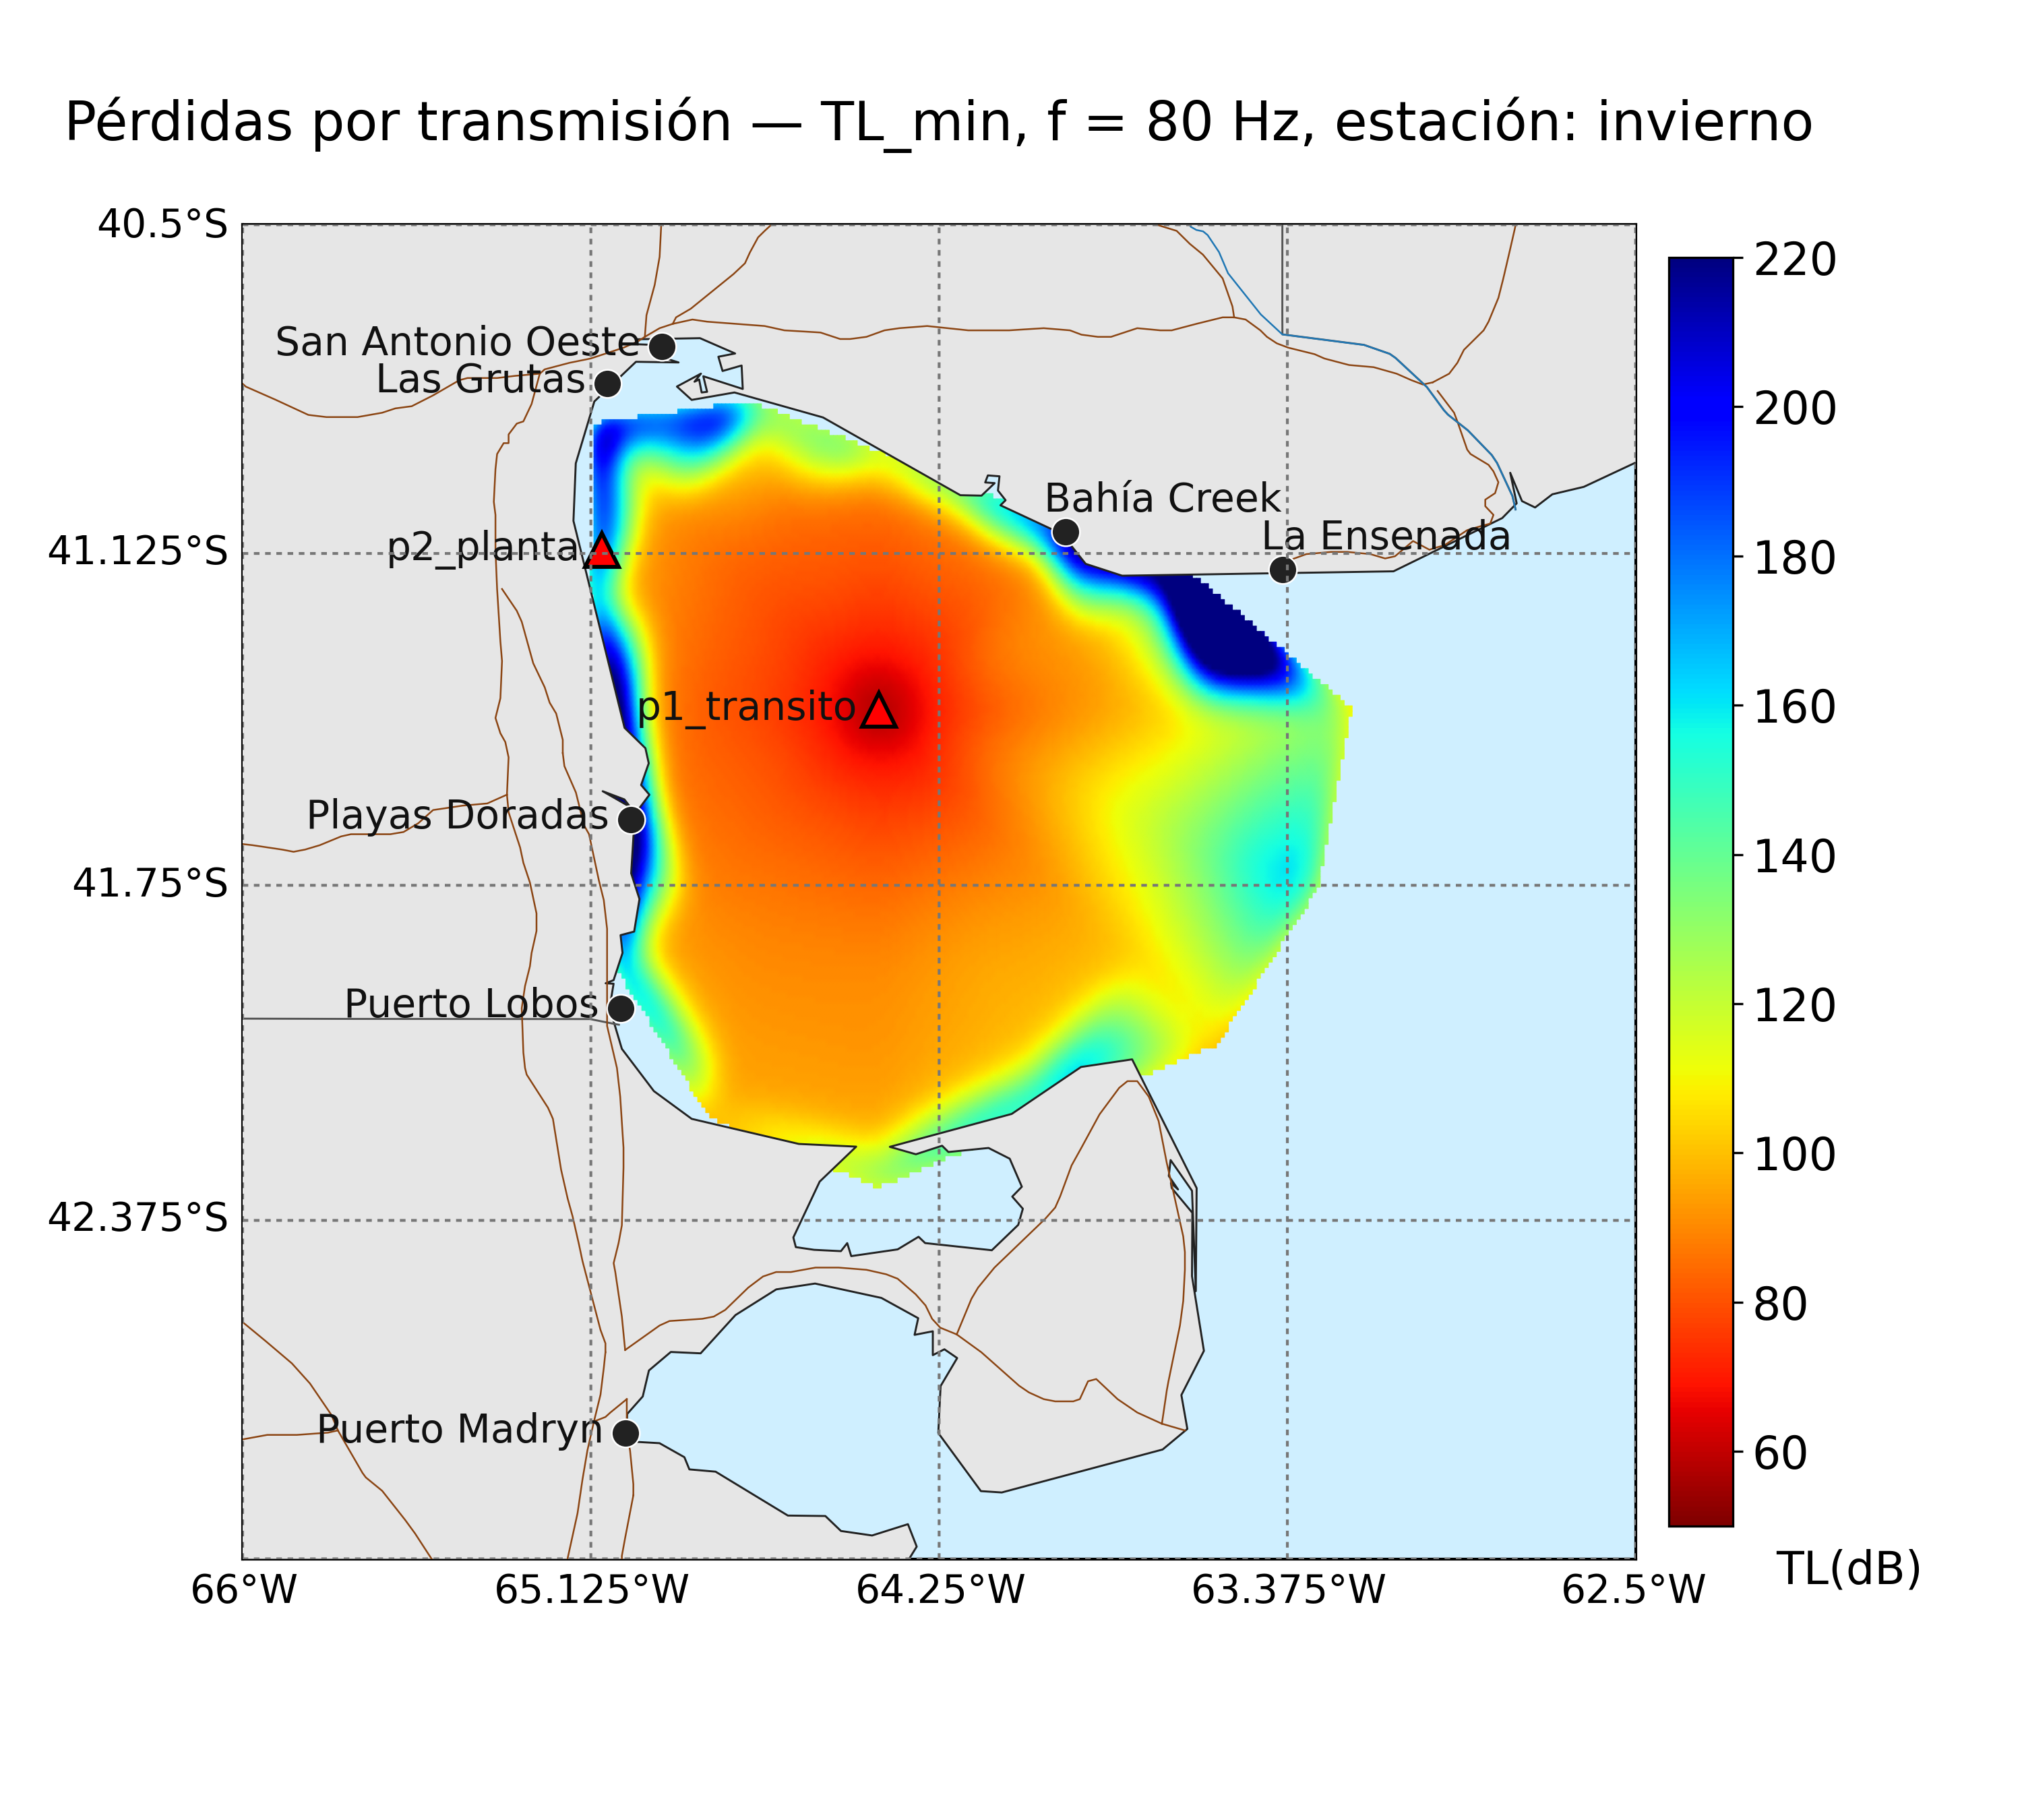 Pérdidas por transmisión — TL_min, f = 80 Hz, estación: invierno
40.5°S
220
San Antonio Oeste
Las Grutas
200
Bahía Creek
La Ensenada
p2_planta
41.125°S
180
p1_transito
160
Playas Doradas
140
41.75°S
Puerto Lobos
120
100
42.375°S
80
Puerto Madryn
60
TL(dB)
66°W
65.125°W
64.25°W
63.375°W
62.5°W